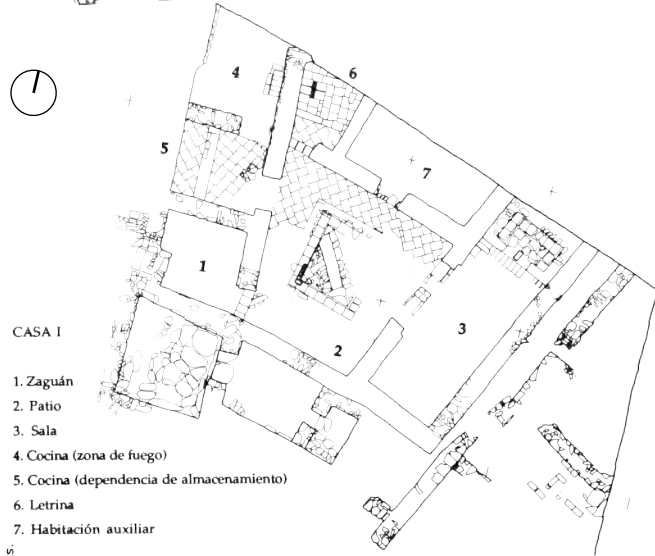 4
6
5
7
1
3
2
CASA I
1. Zaguán
2. Patio
3. Sala
4. Cocina (zona de fuego)
5. Cocina (dependencia de almacenamiento)
6. Letrina
7. Habitación auxiliar
s.